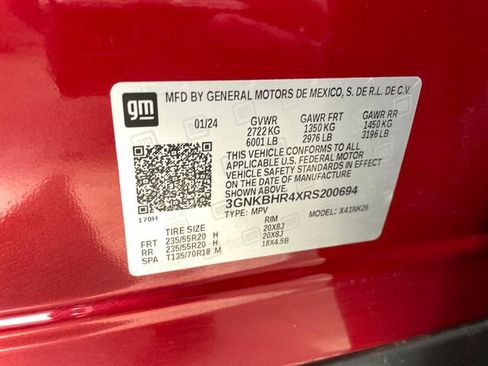 gm
MFD BY GENERAL MOTORS DE MEXICO, S. DE R.L. DE C.V.
01/24 GVWR GAWR FRT GAWR RR
2722 KG 1350 KG 1450 KG
6001 LB 2976 LB 3196 LB
THIS VEHICLE CONFORMS TO ALL
APPLICABLE U.S. FEDERAL MOTOR
VEHICLE SAFETY STANDARDS IN EFFECT
ON THE DATE OF MANUFACTURE
SHOWN ABOVE
3GNKBHR4XRS200694
170H TYPE: MPV MODEL: X41NK26
TIRE SIZE RIM
FRT 235/55R20 H 20X8J
RR 235/55R20 H 20X8J
SPA T135/70R18 M 18X4.5B